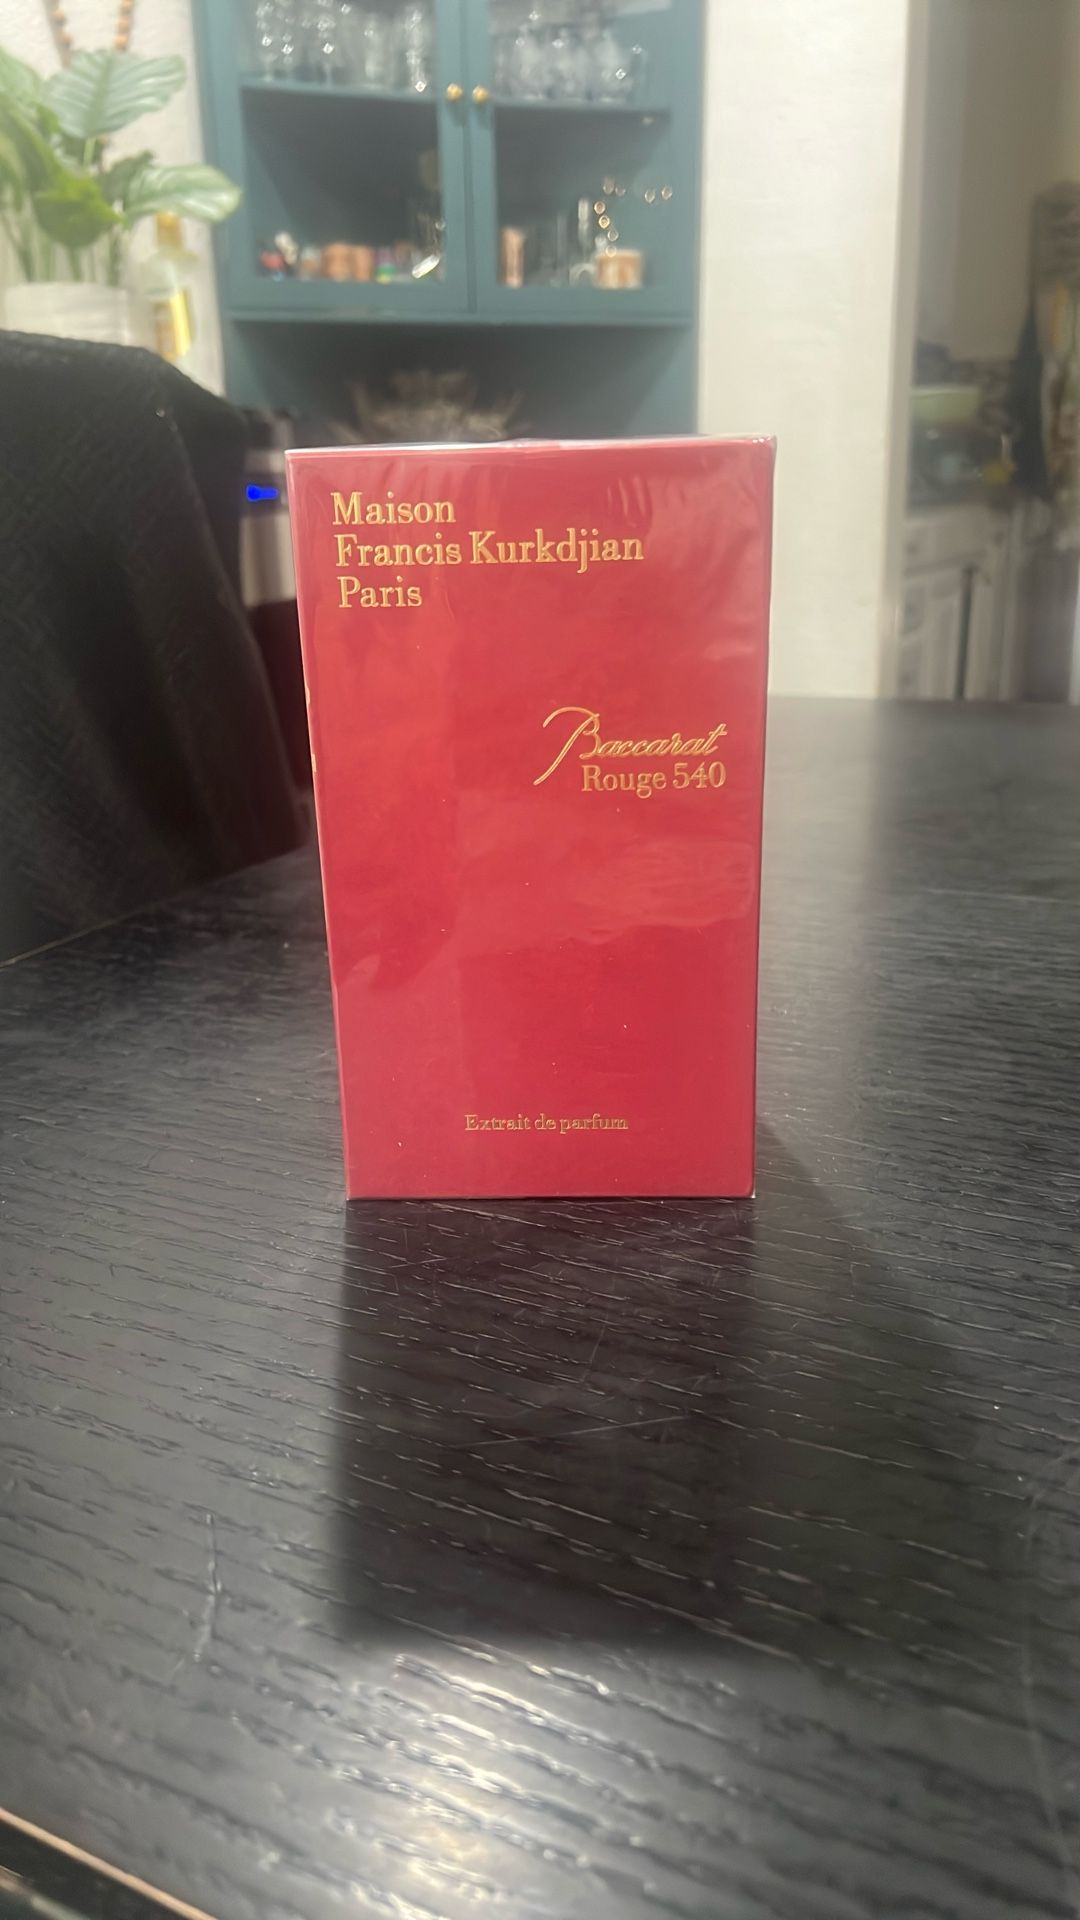 Maison
Francis Kurkdjian
Paris
Baccarat
Rouge 540
Extrait de parfum